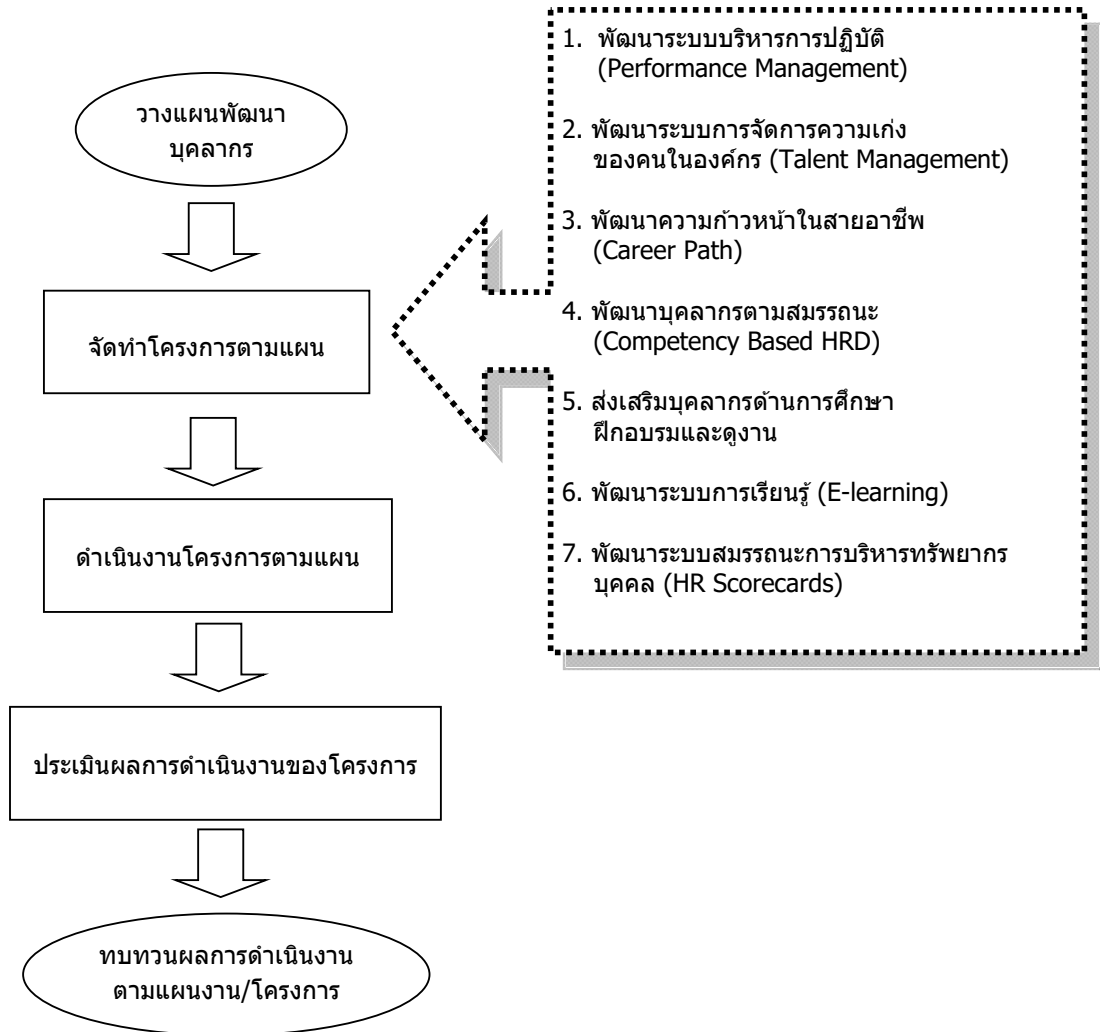 วางแผนพัฒนา
บุคลากร
จัดทำโครงการตามแผน
ดำเนินงานโครงการตามแผน
ประเมินผลการดำเนินงานของโครงการ
ทบทวนผลการดำเนินงาน
ตามแผนงาน/โครงการ
1. พัฒนาระบบบริหารการปฏิบัติ
(Performance Management)
2. พัฒนาระบบการจัดการความเก่ง
ของคนในองค์กร (Talent Management)
3. พัฒนาความก้าวหน้าในสายอาชีพ
(Career Path)
4. พัฒนาบุคลากรตามสมรรถนะ
(Competency Based HRD)
5. ส่งเสริมบุคลากรด้านการศึกษา
ฝึกอบรมและดูงาน
6. พัฒนาระบบการเรียนรู้ (E-learning)
7. พัฒนาระบบสมรรถนะการบริหารทรัพยากร
บุคคล (HR Scorecards)